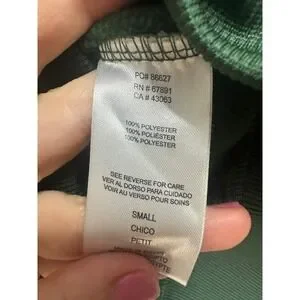 PO# 86627
RN # 67891
CA # 43063
100% POLYESTER
100% POLIÉSTER
100% POLYESTER
SEE REVERSE FOR CARE
VER AL DORSO PARA CUIDADO
VOIR AU VERSO POUR SOINS
SMALL
CHICO
PETIT